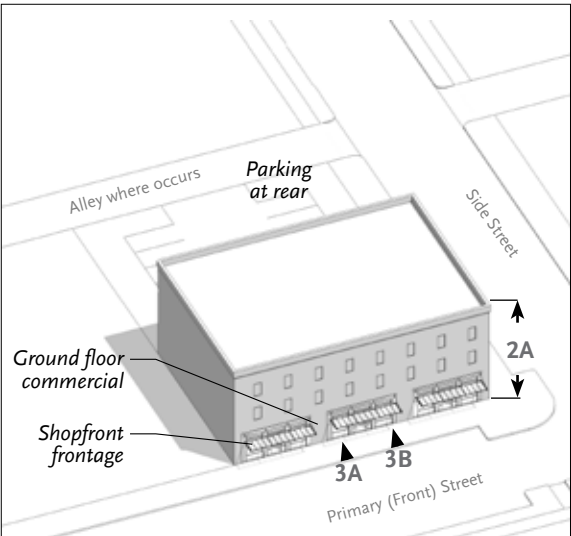 Alley where occurs
Parking
at rear
Side Street
2A
Ground floor
commercial
Shopfront
frontage
3A
3B
Primary (Front) Street